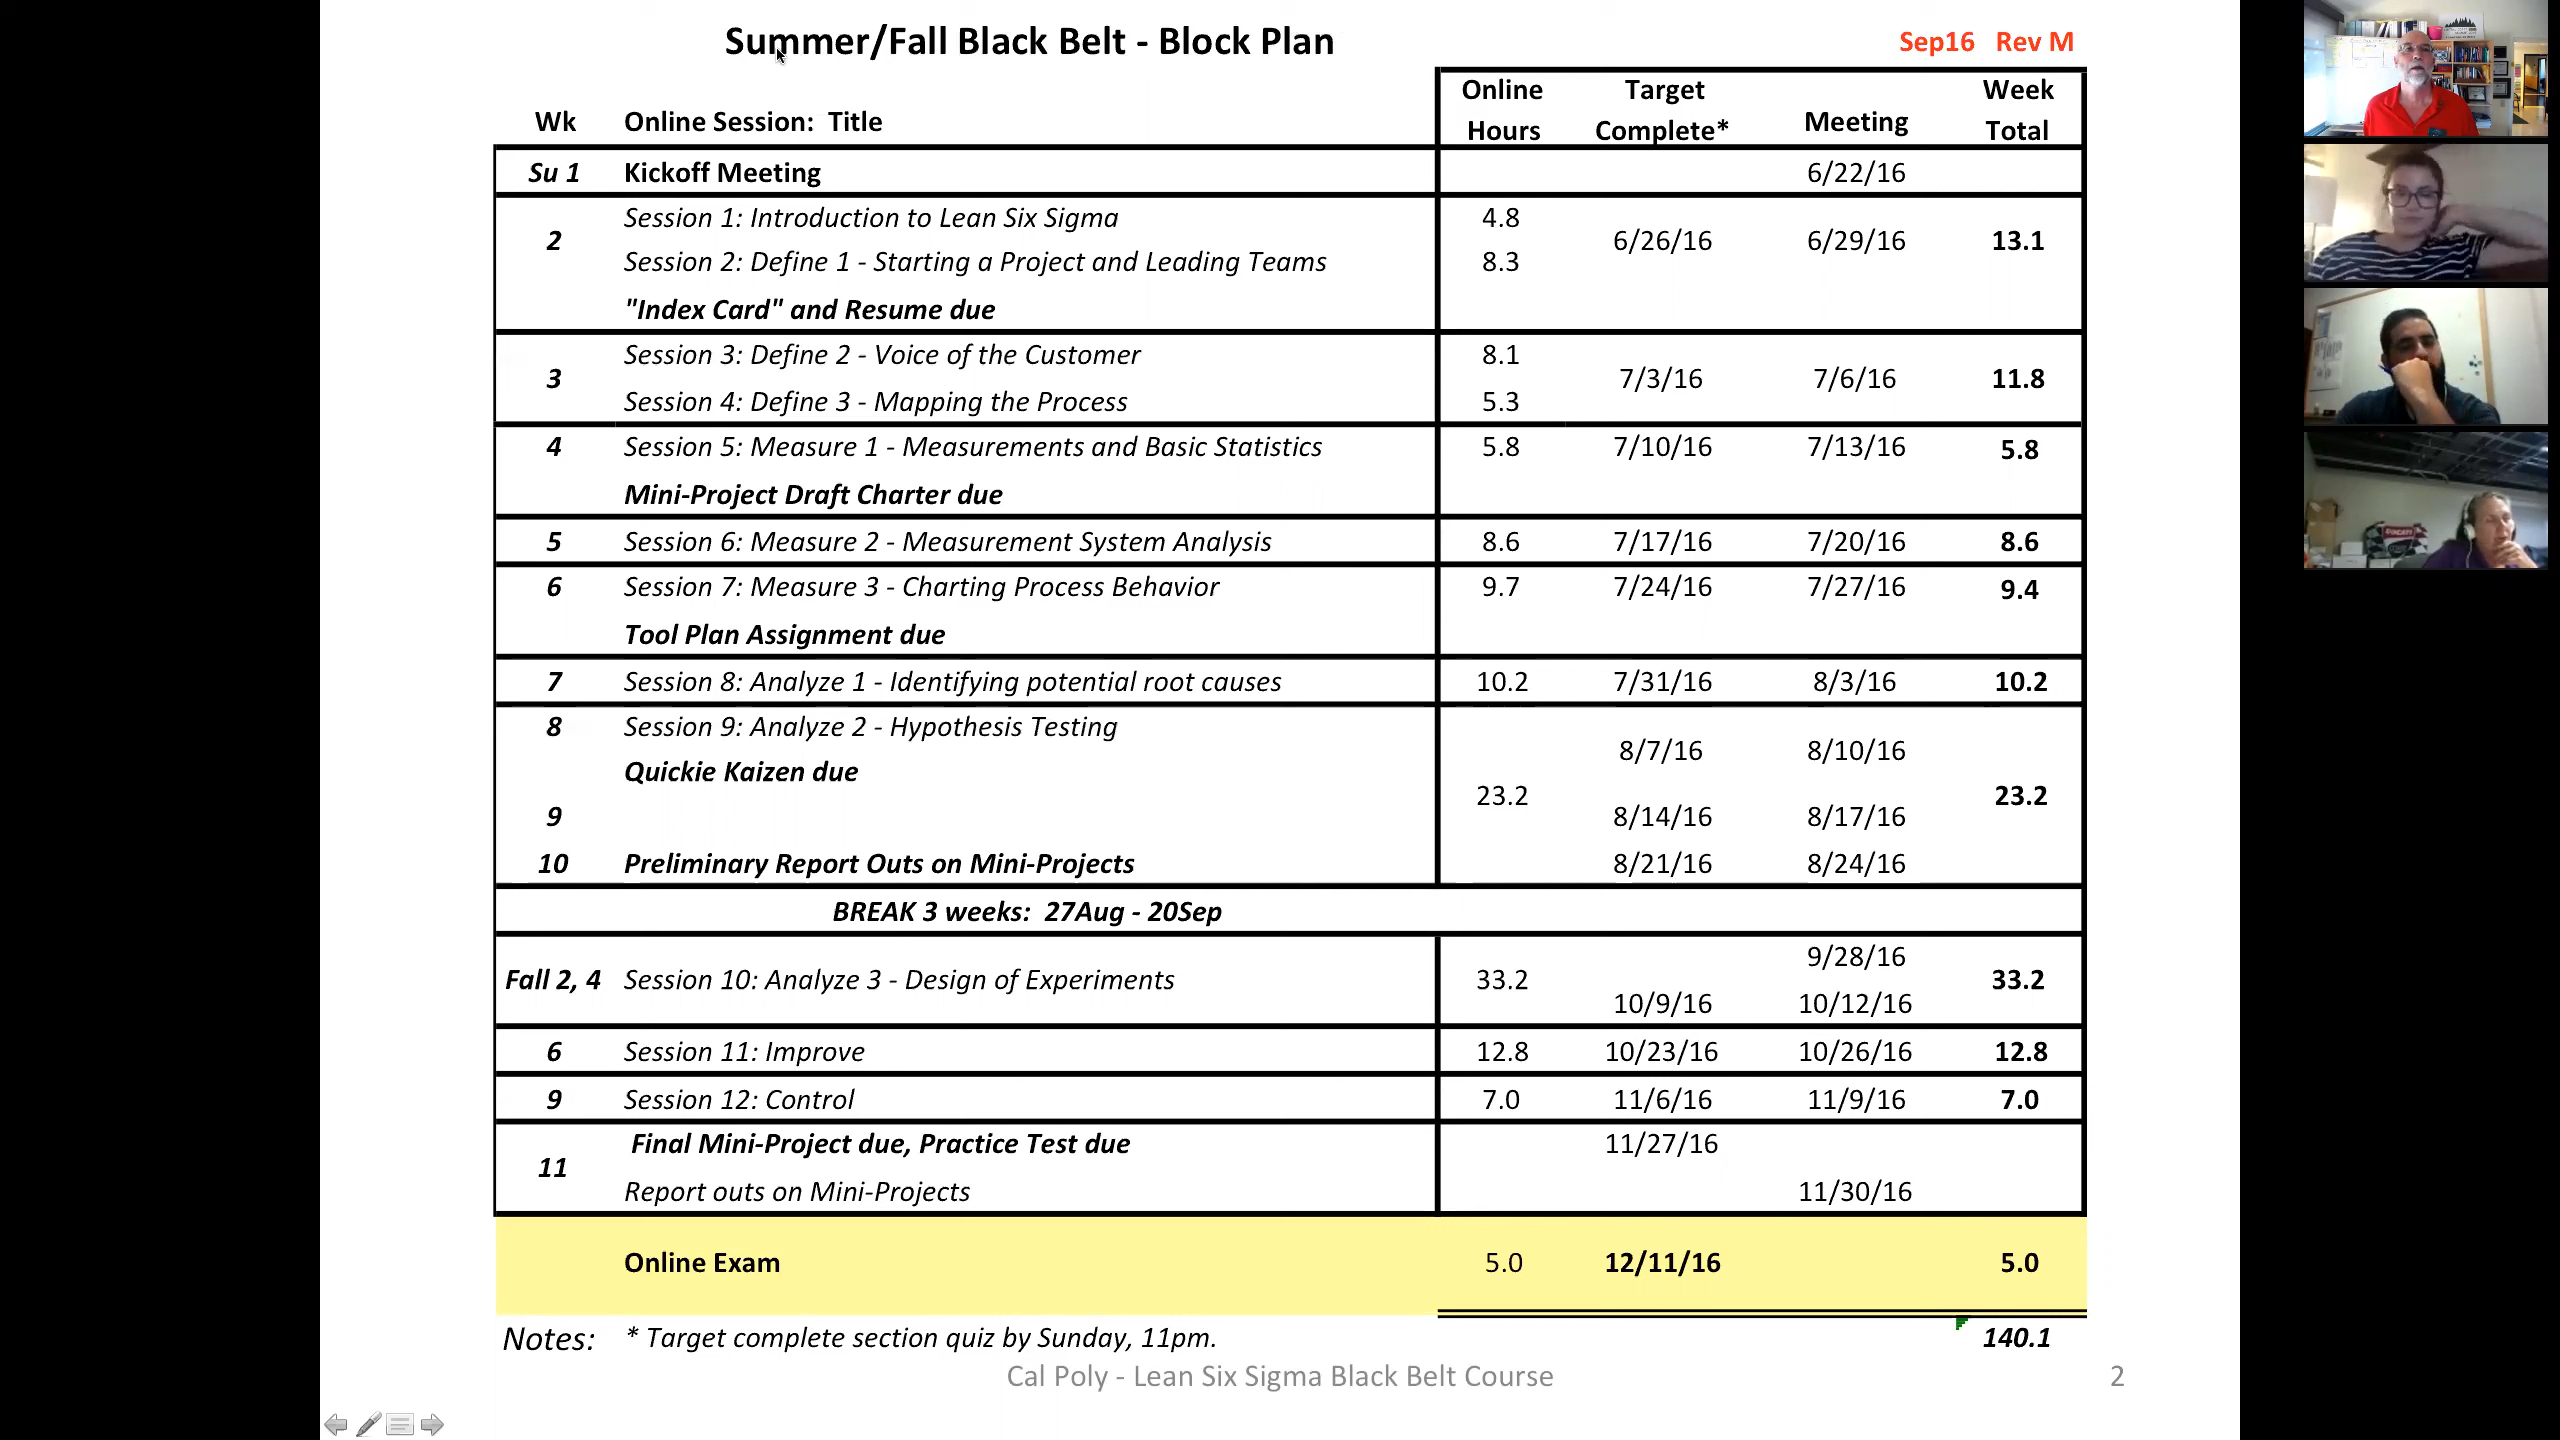 Summer/Fall Black Belt - Block Plan Sep16 Rev M
Wk Online Session: Title Online Hours Target Complete* Meeting Week Total
Su 1 Kickoff Meeting 6/22/16
2 Session 1: Introduction to Lean Six Sigma 4.8 6/26/16 6/29/16 13.1
Session 2: Define 1 - Starting a Project and Leading Teams 8.3
"Index Card" and Resume due
3 Session 3: Define 2 - Voice of the Customer 8.1 7/3/16 7/6/16 11.8
Session 4: Define 3 - Mapping the Process 5.3
4 Session 5: Measure 1 - Measurements and Basic Statistics 5.8 7/10/16 7/13/16 5.8
Mini-Project Draft Charter due
5 Session 6: Measure 2 - Measurement System Analysis 8.6 7/17/16 7/20/16 8.6
6 Session 7: Measure 3 - Charting Process Behavior 9.7 7/24/16 7/27/16 9.4
Tool Plan Assignment due
7 Session 8: Analyze 1 - Identifying potential root causes 10.2 7/31/16 8/3/16 10.2
8 Session 9: Analyze 2 - Hypothesis Testing 8/7/16 8/10/16
Quickie Kaizen due
23.2 23.2
9 8/14/16 8/17/16
10 Preliminary Report Outs on Mini-Projects 8/21/16 8/24/16
BREAK 3 weeks: 27Aug - 20Sep
9/28/16
Fall 2, 4 Session 10: Analyze 3 - Design of Experiments 33.2 33.2
10/9/16 10/12/16
6 Session 11: Improve 12.8 10/23/16 10/26/16 12.8
9 Session 12: Control 7.0 11/6/16 11/9/16 7.0
11 Final Mini-Project due, Practice Test due 11/27/16
Report outs on Mini-Projects 11/30/16
Online Exam 5.0 12/11/16 5.0
Notes: * Target complete section quiz by Sunday, 11pm. 140.1
Cal Poly - Lean Six Sigma Black Belt Course 2